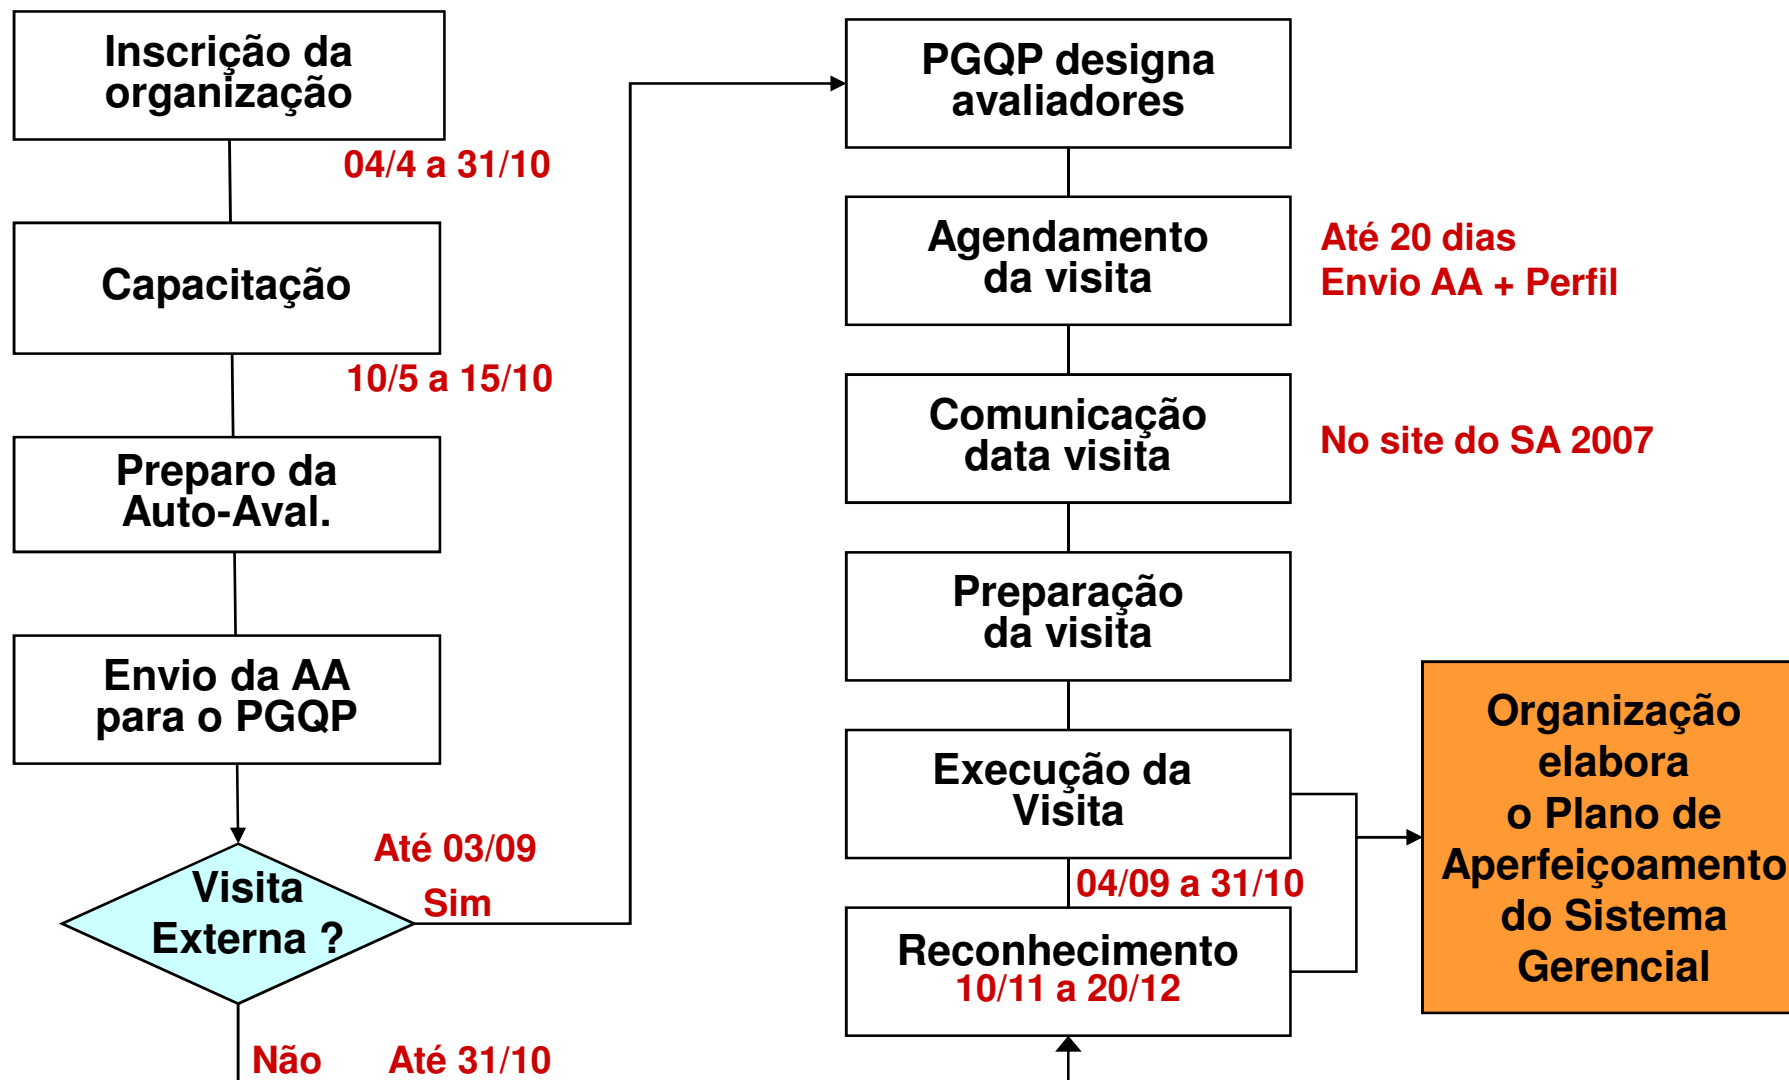 Inscrição da
organização
04/4 a 31/10
Capacitação
10/5 a 15/10
Preparo da
Auto-Aval.
Envio da AA
para o PGQP
Até 03/09
Visita
Externa ?
Sim
Não
Até 31/10
PGQP designa
avaliadores
Agendamento
da visita
Até 20 dias
Envio AA + Perfil
Comunicação
data visita
No site do SA 2007
Preparação
da visita
Execução da
Visita
04/09 a 31/10
Reconhecimento
10/11 a 20/12
Organização
elabora
o Plano de
Aperfeiçoamento
do Sistema
Gerencial